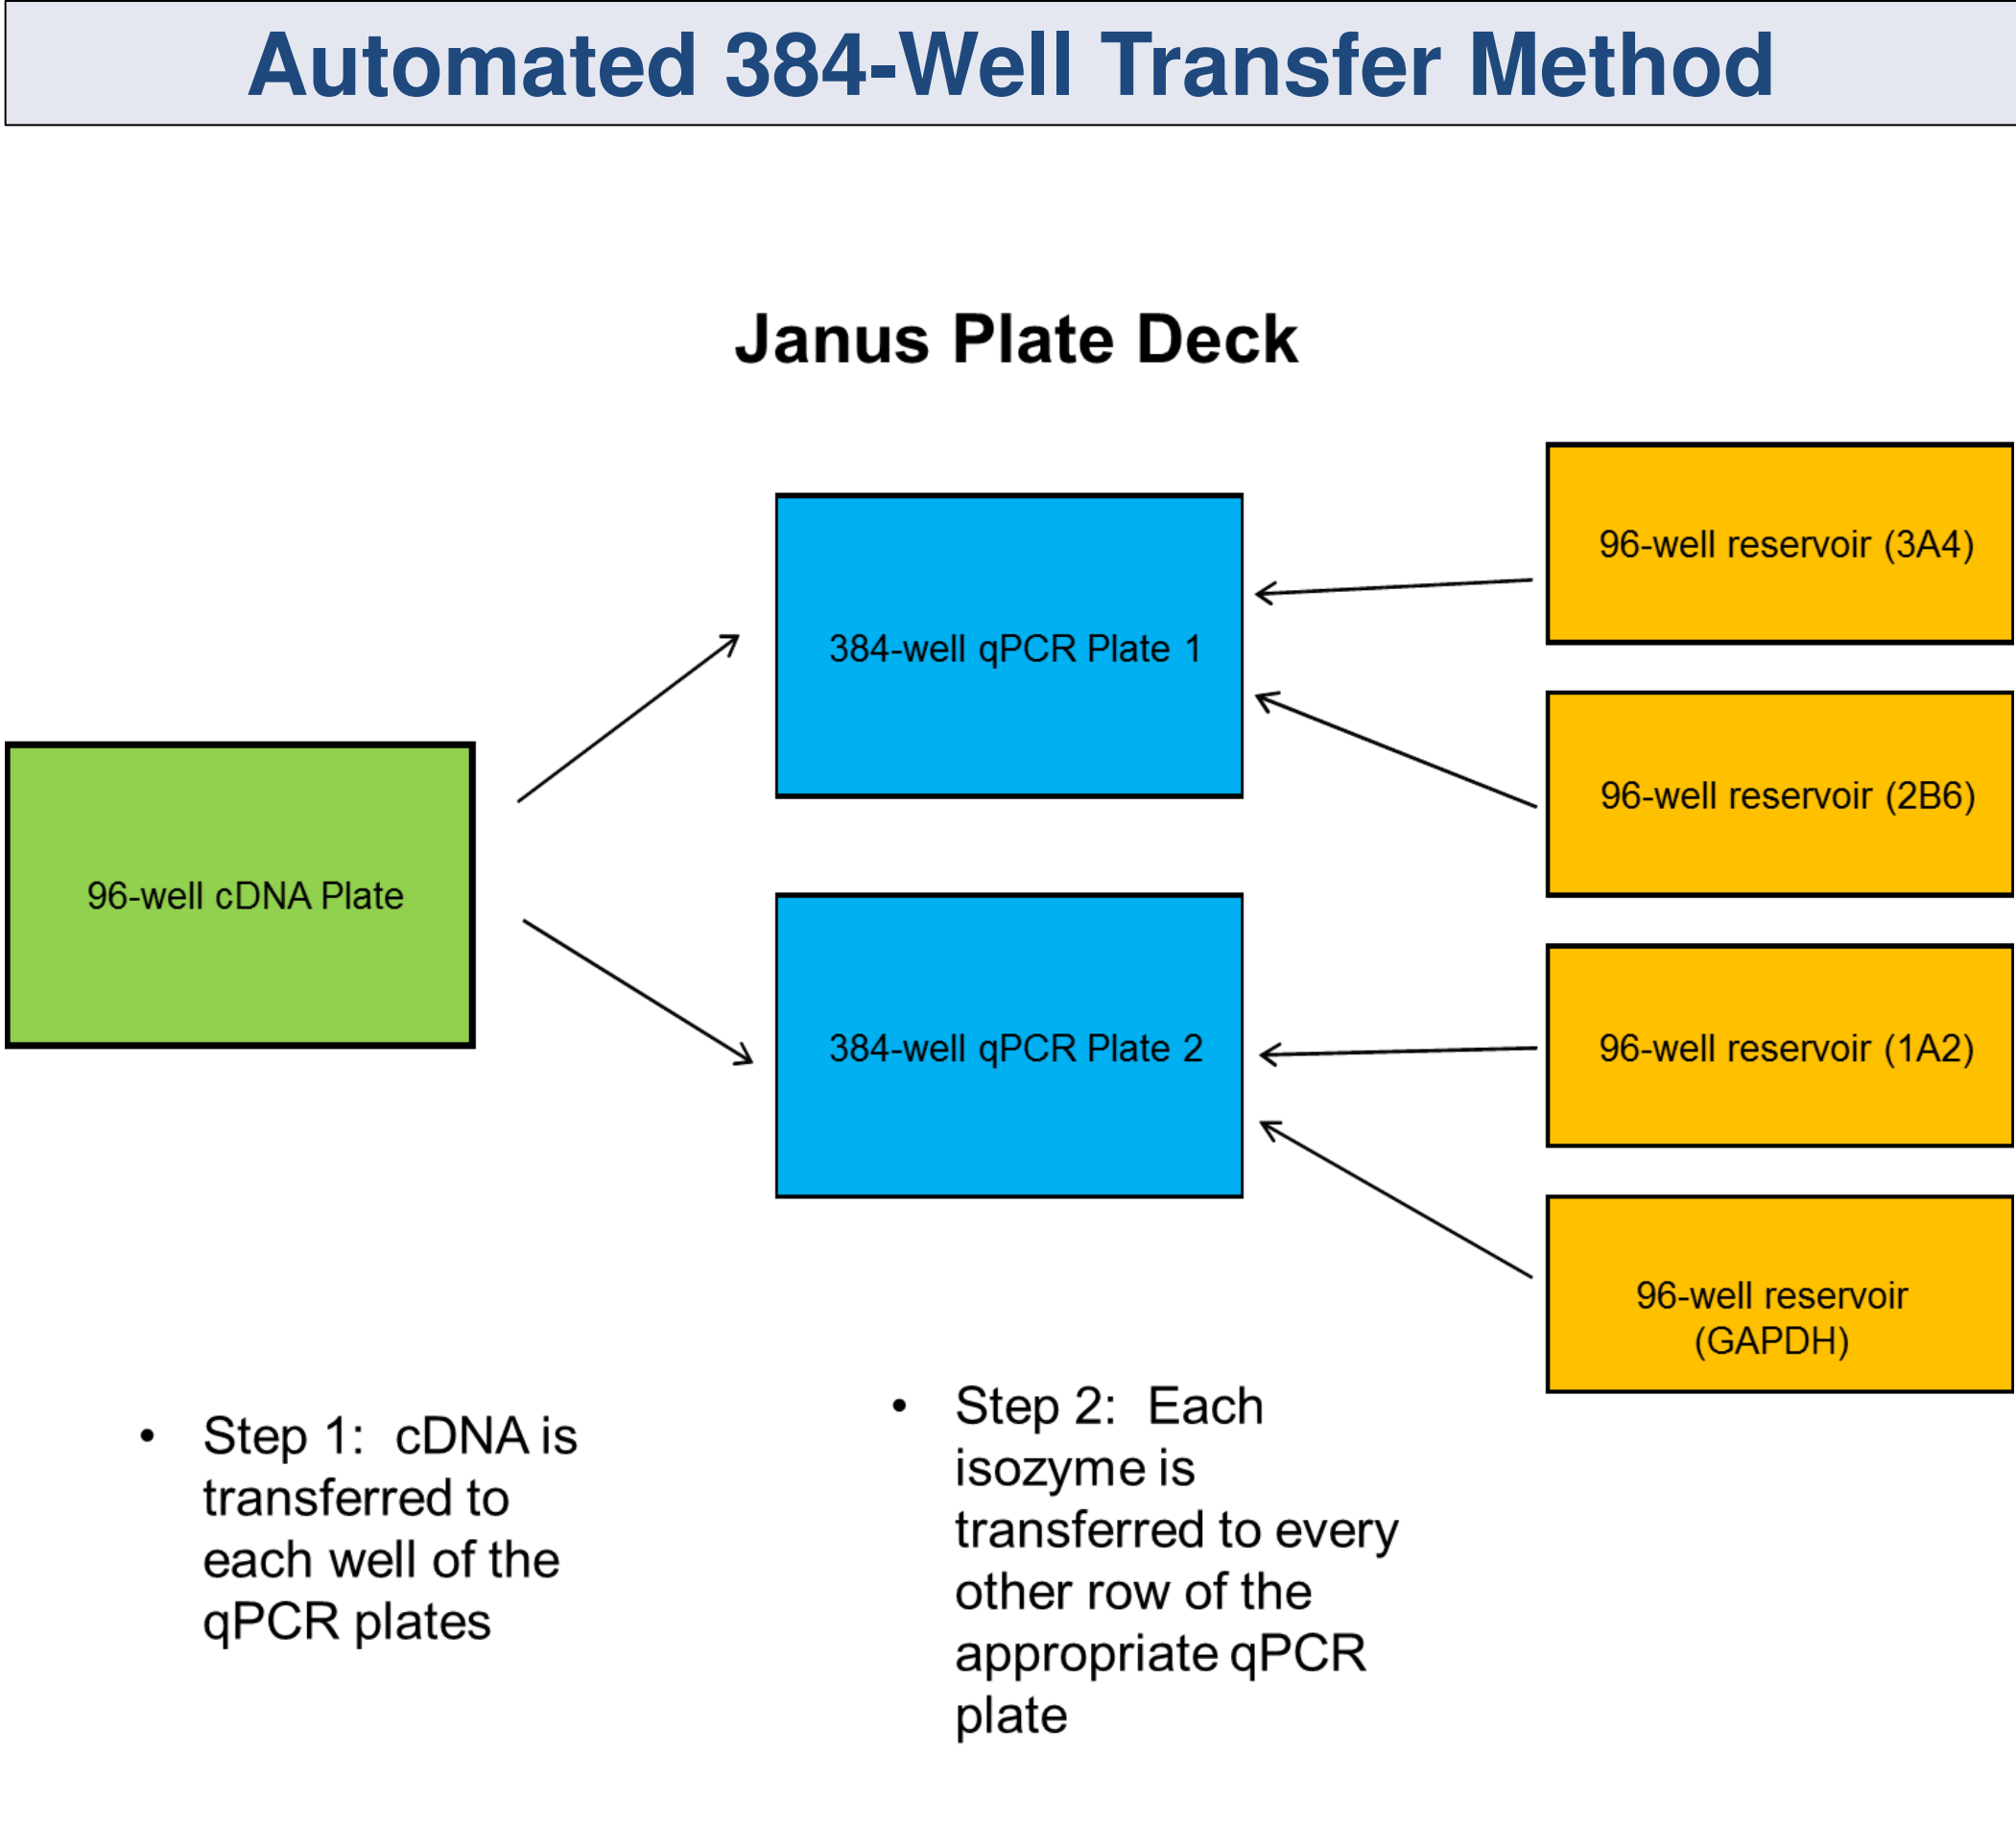 Automated 384-Well Transfer Method
Janus Plate Deck
96-well cDNA Plate
384-well qPCR Plate 1
384-well qPCR Plate 2
96-well reservoir (3A4)
96-well reservoir (2B6)
96-well reservoir (1A2)
96-well reservoir
(GAPDH)
• Step 1: cDNA is
transferred to
each well of the
qPCR plates
• Step 2: Each
isozyme is
transferred to every
other row of the
appropriate qPCR
plate